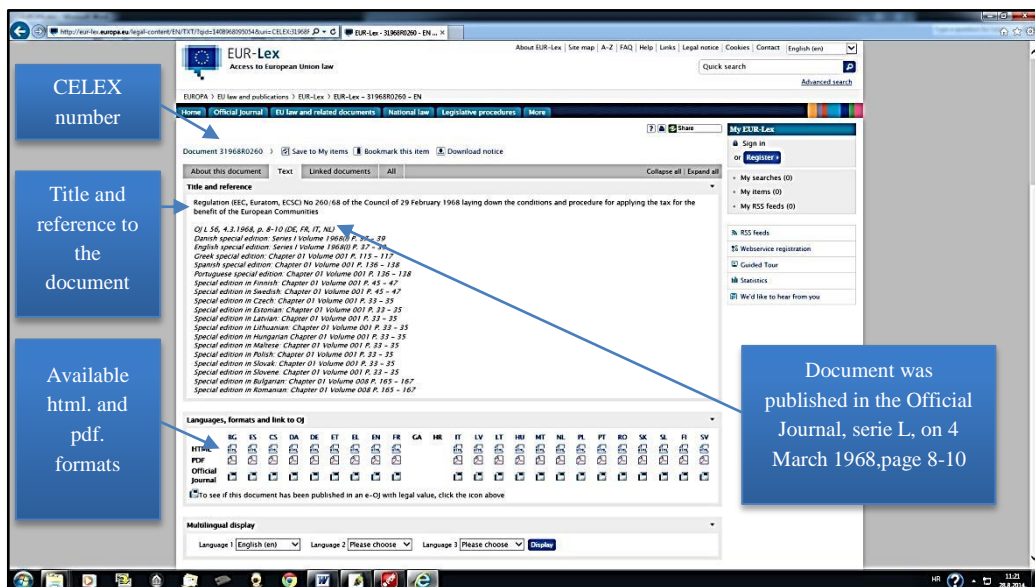 http://eur-lex.europa.eu/legal-content/EN/TXT/?qid=1408968095054&uri=CELEX:31968R
EUR-Lex - 31968R0260 - EN ...
EUR-Lex
Access to European Union law
About EUR-Lex | Site map | A-Z | FAQ | Help | Links | Legal notice | Cookies | Contact
English (en)
Quick search
Advanced search
EUROPA > EU law and publications > EUR-Lex > EUR-Lex - 31968R0260 - EN
Home Official Journal EU law and related documents National law Legislative procedures More
? Share
CELEX
number
Document 31968R0260 > Save to My items Bookmark this item Download notice
About this document Text Linked documents All Collapse all | Expand all
Title and reference
Regulation (EEC, Euratom, ECSC) No 260/68 of the Council of 29 February 1968 laying down the conditions and procedure for applying the tax for the
benefit of the European Communities
OJ L 56, 4.3.1968, p. 8-10 (DE, FR, IT, NL)
Danish special edition: Series I Volume 1968(I) P. 37 - 39
English special edition: Series I Volume 1968(I) P. 37 - 39
Greek special edition: Chapter 01 Volume 001 P. 115 - 117
Spanish special edition: Chapter 01 Volume 001 P. 136 - 138
Portuguese special edition: Chapter 01 Volume 001 P. 136 - 138
Special edition in Finnish: Chapter 01 Volume 001 P. 45 - 47
Special edition in Swedish: Chapter 01 Volume 001 P. 45 - 47
Special edition in Czech: Chapter 01 Volume 001 P. 33 - 35
Special edition in Estonian: Chapter 01 Volume 001 P. 33 - 35
Special edition in Latvian: Chapter 01 Volume 001 P. 33 - 35
Special edition in Lithuanian: Chapter 01 Volume 001 P. 33 - 35
Special edition in Hungarian Chapter 01 Volume 001 P. 33 - 35
Special edition in Maltese: Chapter 01 Volume 001 P. 33 - 35
Special edition in Polish: Chapter 01 Volume 001 P. 33 - 35
Special edition in Slovak: Chapter 01 Volume 001 P. 33 - 35
Special edition in Slovene: Chapter 01 Volume 001 P. 33 - 35
Special edition in Bulgarian: Chapter 01 Volume 008 P. 165 - 167
Special edition in Romanian: Chapter 01 Volume 008 P. 165 - 167
Title and
reference to
the
document
My EUR-Lex
Sign in
or Register
My searches (0)
My items (0)
My RSS feeds (0)
RSS feeds
Webservice registration
Guided Tour
Statistics
We'd like to hear from you
Available
html. and
pdf.
formats
Document was
published in the Official
Journal, serie L, on 4
March 1968,page 8-10
Languages, formats and link to OJ
BG ES CS DA DE ET EL EN FR GA HR IT LV LT HU MT NL PL PT RO SK SL FI SV
HTML
PDF
Official
Journal
To see if this document has been published in an e-OJ with legal value, click the icon above
Multilingual display
Language 1 English (en) Language 2 Please choose Language 3 Please choose Display
HR 11:21
28.8.2014